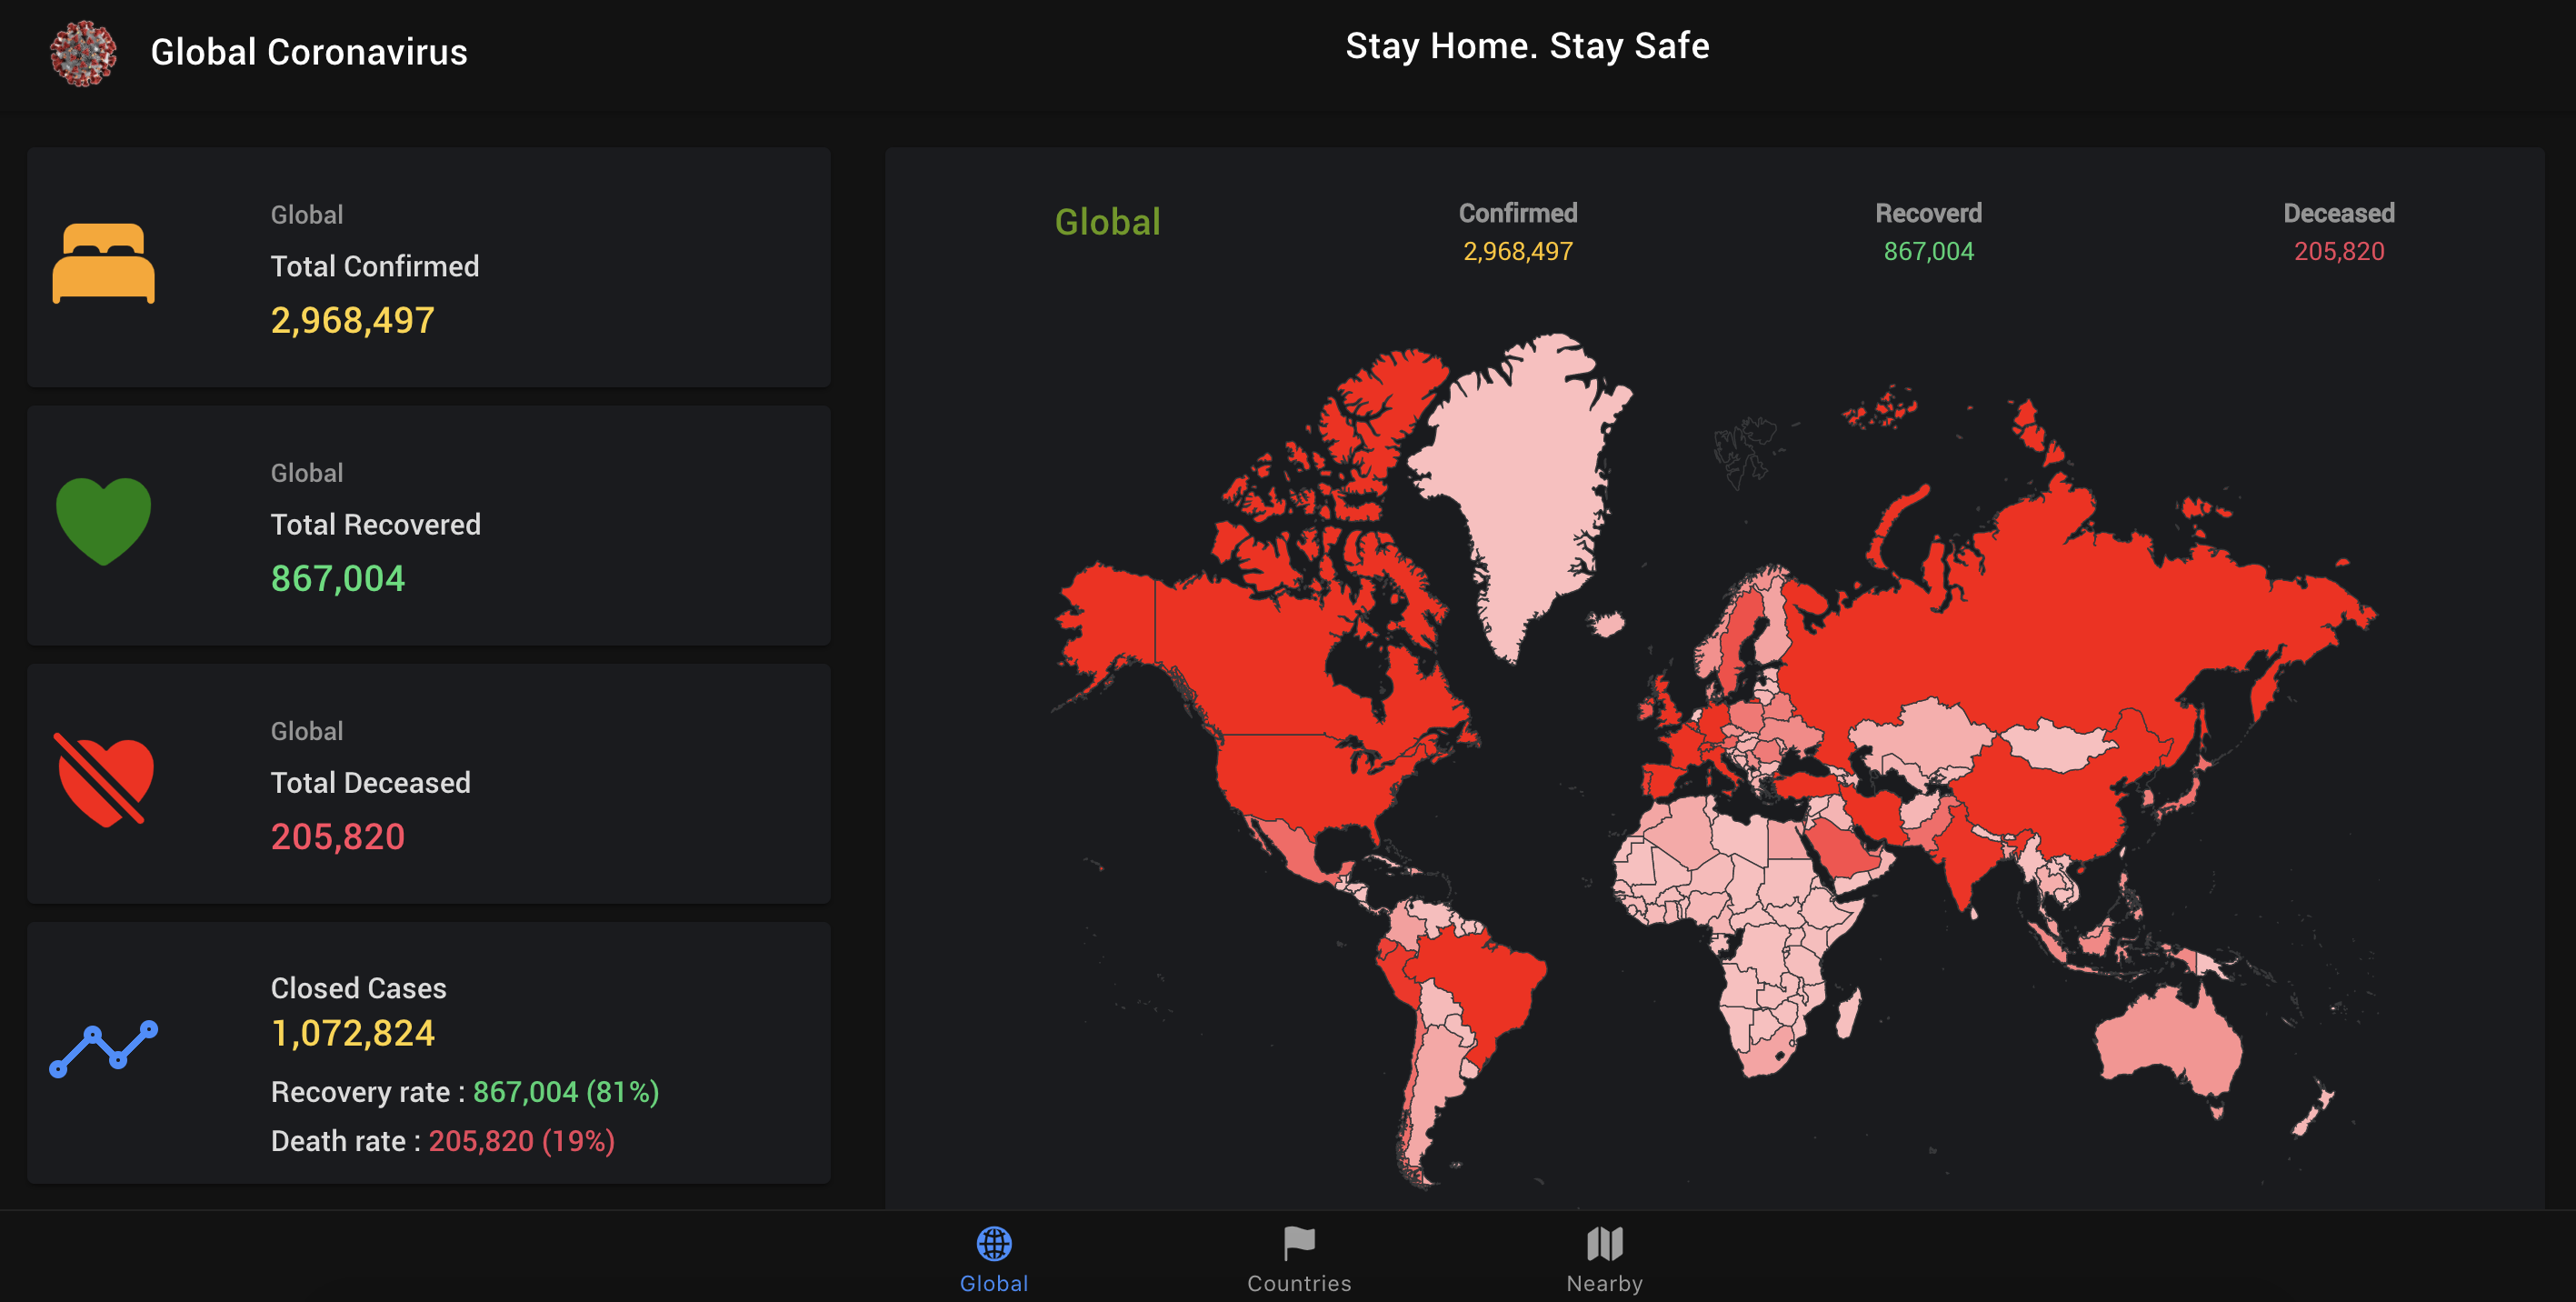 Global Coronavirus
Stay Home. Stay Safe
Global
Total Confirmed
2,968,497
Global
Total Recovered
867,004
Global
Total Deceased
205,820
Closed Cases
1,072,824
Recovery rate : 867,004 (81%)
Death rate : 205,820 (19%)
Global
Confirmed
2,968,497
Recoverd
867,004
Deceased
205,820
Global
Countries
Nearby